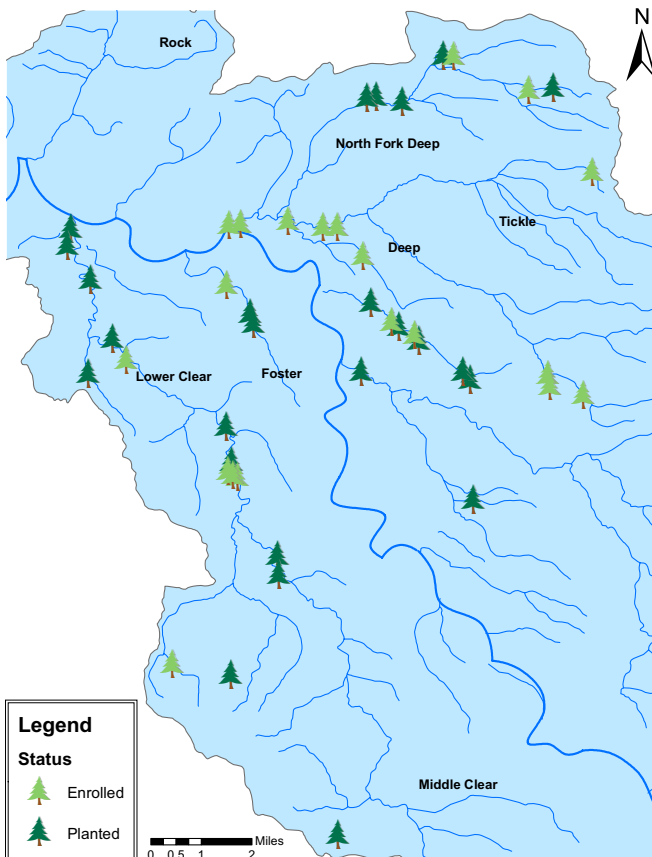 N
Rock
North Fork Deep
Tickle
Deep
Lower Clear
Foster
Middle Clear
Legend
Status
Enrolled
Planted
Miles
0 0.5 1 2